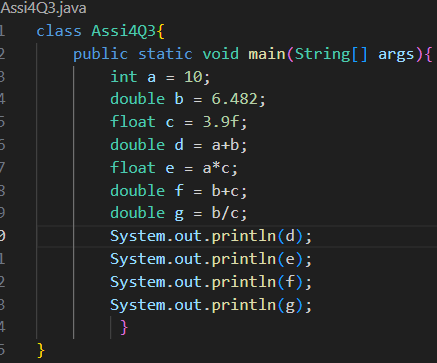 Assi4Q3.java
1 class Assi4Q3{
2 public static void main(String[] args){
3 int a = 10;
4 double b = 6.482;
5 float c = 3.9f;
6 double d = a+b;
7 float e = a*c;
8 double f = b+c;
9 double g = b/c;
0 System.out.println(d);
1 System.out.println(e);
2 System.out.println(f);
3 System.out.println(g);
4 }
5 }